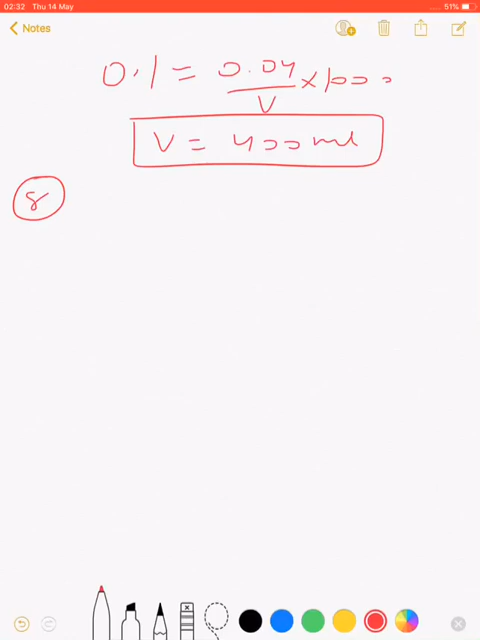 02:32 Thu 14 May 51%
Notes
0.1 = 0.04/V × 1000
V = 400 ml
8